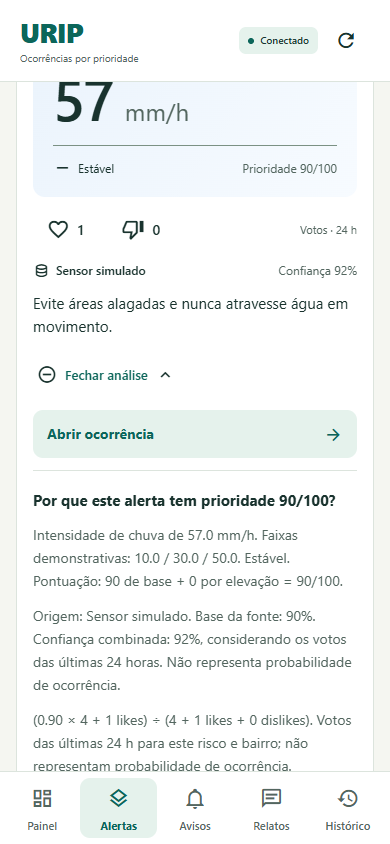 URIP
Ocorrências por prioridade
Conectado
57 mm/h
Estável
Prioridade 90/100
1
0
Votos · 24 h
Sensor simulado
Confiança 92%
Evite áreas alagadas e nunca atravesse água em
movimento.
Fechar análise
Abrir ocorrência
Por que este alerta tem prioridade 90/100?
Intensidade de chuva de 57.0 mm/h. Faixas
demonstrativas: 10.0 / 30.0 / 50.0. Estável.
Pontuação: 90 de base + 0 por elevação = 90/100.
Origem: Sensor simulado. Base da fonte: 90%.
Confiança combinada: 92%, considerando os votos
das últimas 24 horas. Não representa probabilidade
de ocorrência.
(0.90 × 4 + 1 likes) ÷ (4 + 1 likes + 0 dislikes). Votos
das últimas 24 h para este risco e bairro; não
representam probabilidade de ocorrência.
Painel
Alertas
Avisos
Relatos
Histórico